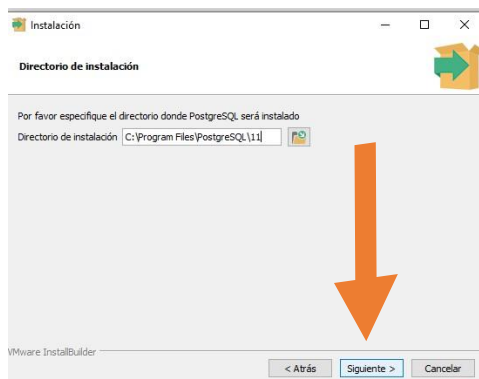 Instalación
Directorio de instalación
Por favor especifique el directorio donde PostgreSQL será instalado
Directorio de instalación C:\Program Files\PostgreSQL\11
VMware InstallBuilder
< Atrás Siguiente > Cancelar